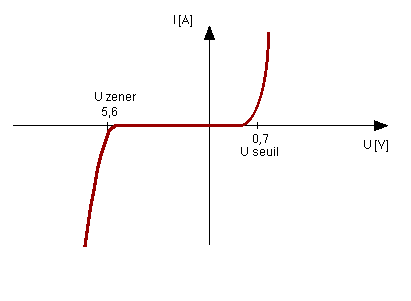 I [A]
U zener
5,6
0,7
U seuil
U [V]